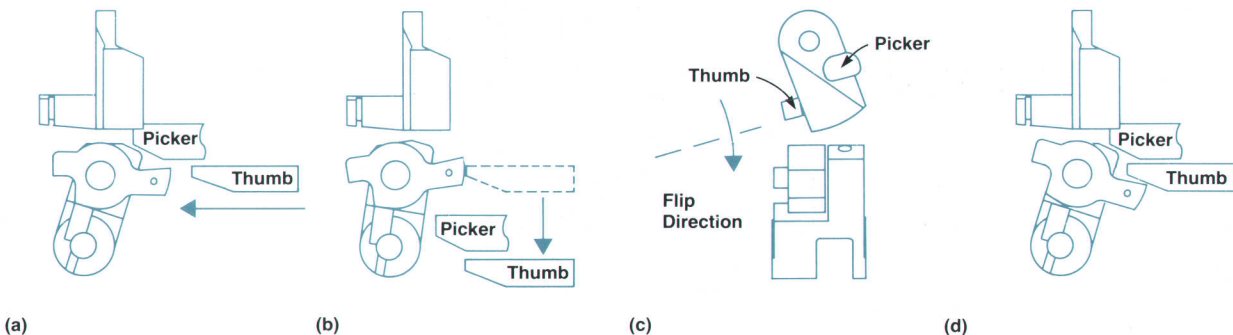 Picker
Thumb
Picker
Thumb
Picker
Thumb
Flip
Direction
Picker
Thumb
(a)
(b)
(c)
(d)